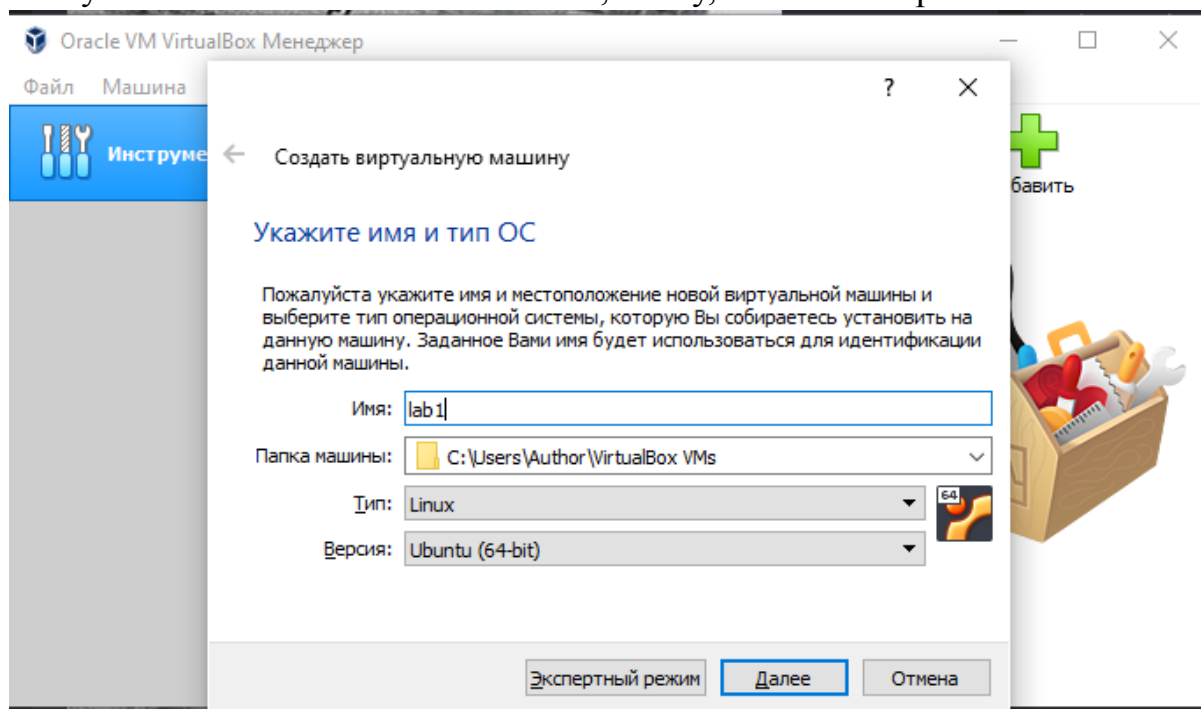 Oracle VM VirtualBox Менеджер
Файл Машина
?
Инструме
Создать виртуальную машину
бавить
Укажите имя и тип ОС
Пожалуйста укажите имя и местоположение новой виртуальной машины и
выберите тип операционной системы, которую Вы собираетесь установить на
данную машину. Заданное Вами имя будет использоваться для идентификации
данной машины.
Имя: lab1
Папка машины: C:\Users\Author\VirtualBox VMs
Тип: Linux
64
Версия: Ubuntu (64-bit)
Экспертный режим Далее Отмена